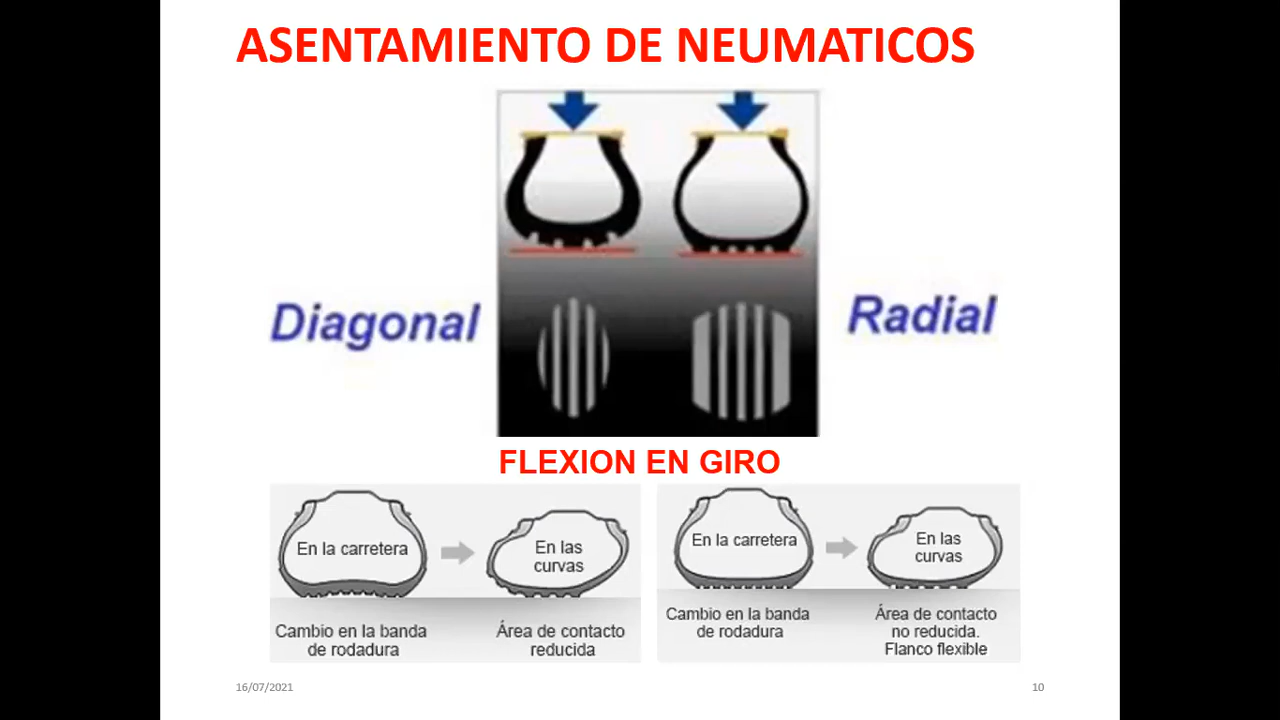 ASENTAMIENTO DE NEUMATICOS
Diagonal
Radial
FLEXION EN GIRO
En la carretera
En las
curvas
Cambio en la banda
de rodadura
Área de contacto
reducida
En la carretera
En las
curvas
Cambio en la banda
de rodadura
Área de contacto
no reducida.
Flanco flexible
16/07/2021
10